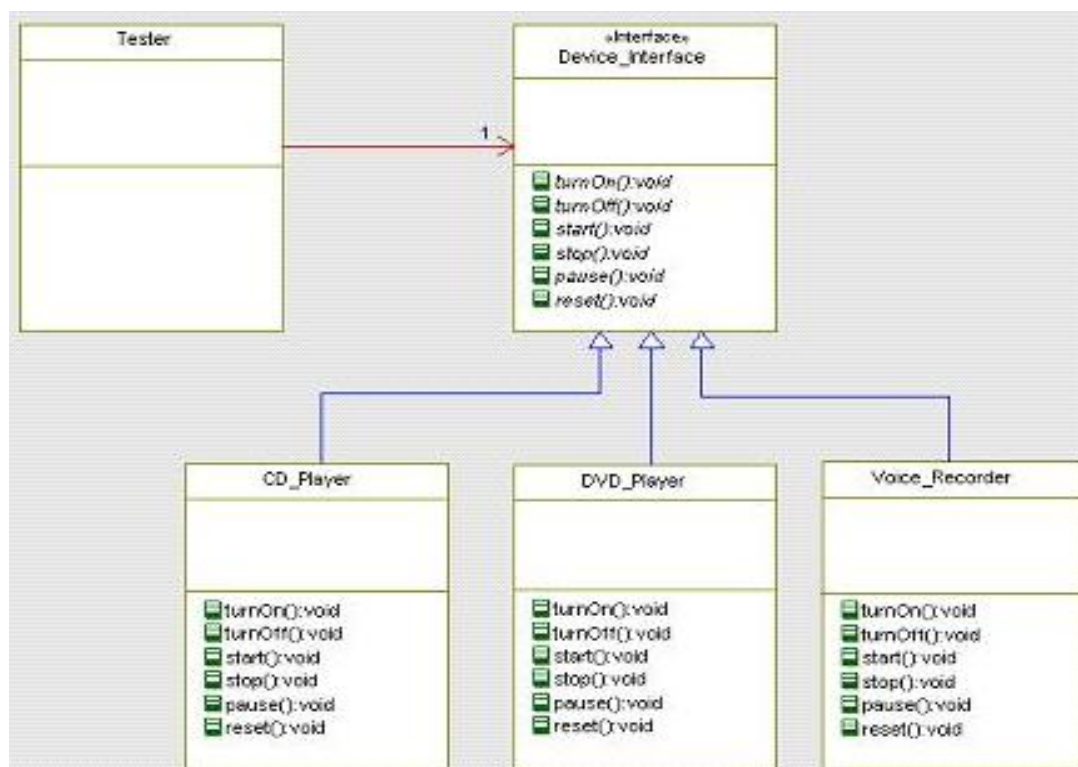 Tester
«Interface»
Device_Interface
1
turnOn():void
turnOff():void
start():void
stop():void
pause():void
reset():void
CD_Player
turnOn():void
turnOff():void
start():void
stop():void
pause():void
reset():void
DVD_Player
turnOn():void
turnOff():void
start():void
stop():void
pause():void
reset():void
Voice_Recorder
turnOn():void
turnOff():void
start():void
stop():void
pause():void
reset():void